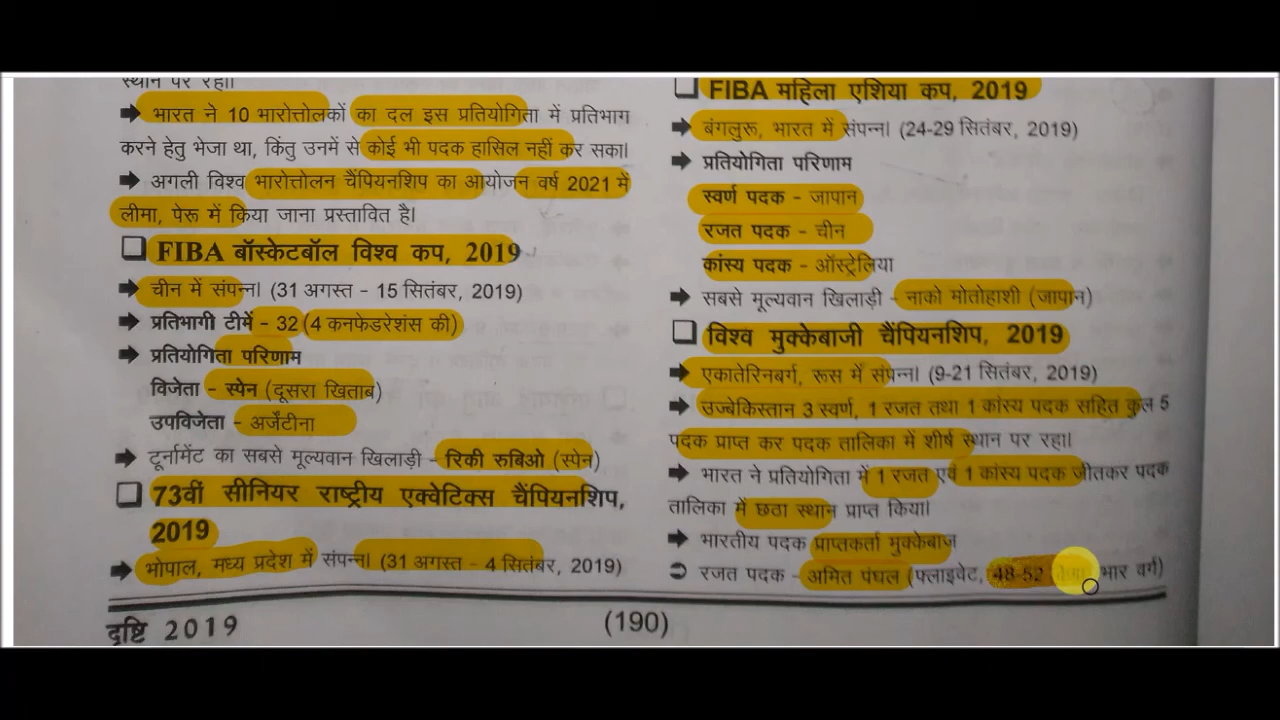 स्थान पर रहा।
➔ भारत ने 10 भारोत्तोलकों का दल इस प्रतियोगिता में प्रतिभाग
करने हेतु भेजा था, किंतु उनमें से कोई भी पदक हासिल नहीं कर सका।
➔ अगली विश्व भारोत्तोलन चैंपियनशिप का आयोजन वर्ष 2021 में
लीमा, पेरू में किया जाना प्रस्तावित है।
❑ FIBA बॉस्केटबॉल विश्व कप, 2019
➔ चीन में संपन्न। (31 अगस्त - 15 सितंबर, 2019)
➔ प्रतिभागी टीमें - 32 (4 कनफेडरेशंस की)
➔ प्रतियोगिता परिणाम
विजेता - स्पेन (दूसरा खिताब)
उपविजेता - अर्जेंटीना
➔ टूर्नामेंट का सबसे मूल्यवान खिलाड़ी - रिकी रुबिओ (स्पेन)
❑ 73वीं सीनियर राष्ट्रीय एक्वेटिक्स चैंपियनशिप,
2019
➔ भोपाल, मध्य प्रदेश में संपन्न। (31 अगस्त - 4 सितंबर, 2019)
❑ FIBA महिला एशिया कप, 2019
➔ बंगलुरू, भारत में संपन्न। (24-29 सितंबर, 2019)
➔ प्रतियोगिता परिणाम
स्वर्ण पदक - जापान
रजत पदक - चीन
कांस्य पदक - ऑस्ट्रेलिया
➔ सबसे मूल्यवान खिलाड़ी - नाको मोतोहाशी (जापान)
❑ विश्व मुक्केबाजी चैंपियनशिप, 2019
➔ एकातेरिनबर्ग, रूस में संपन्न। (9-21 सितंबर, 2019)
➔ उज्बेकिस्तान 3 स्वर्ण, 1 रजत तथा 1 कांस्य पदक सहित कुल 5
पदक प्राप्त कर पदक तालिका में शीर्ष स्थान पर रहा।
➔ भारत ने प्रतियोगिता में 1 रजत एवं 1 कांस्य पदक जीतकर पदक
तालिका में छठा स्थान प्राप्त किया।
➔ भारतीय पदक प्राप्तकर्ता मुक्केबाज
➲ रजत पदक - अमित पंघल (फ्लाइवेट, 48-52 भार वर्ग)
दृष्टि 2019
(190)